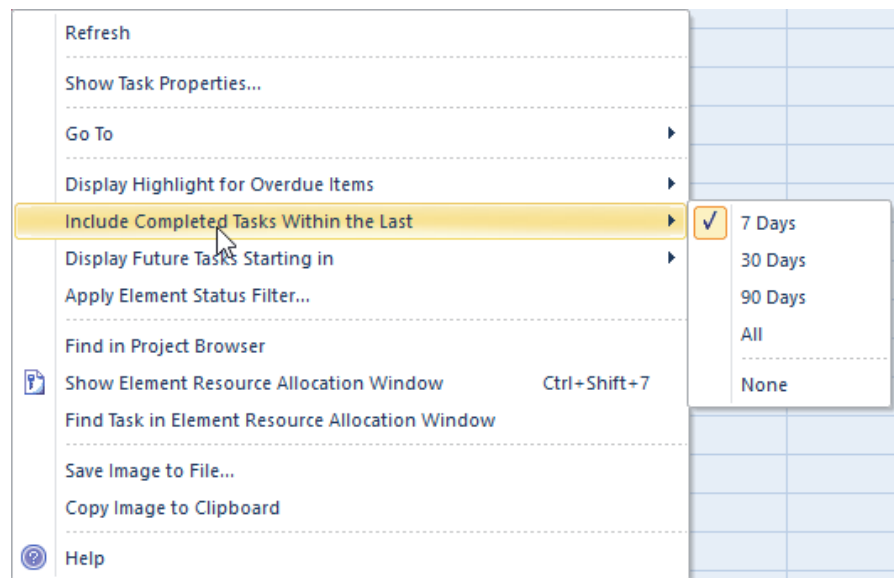 Refresh
Show Task Properties...
Go To
Display Highlight for Overdue Items
Include Completed Tasks Within the Last
Display Future Tasks Starting in
Apply Element Status Filter...
Find in Project Browser
Show Element Resource Allocation Window Ctrl+Shift+7
Find Task in Element Resource Allocation Window
Save Image to File...
Copy Image to Clipboard
Help
7 Days
30 Days
90 Days
All
None